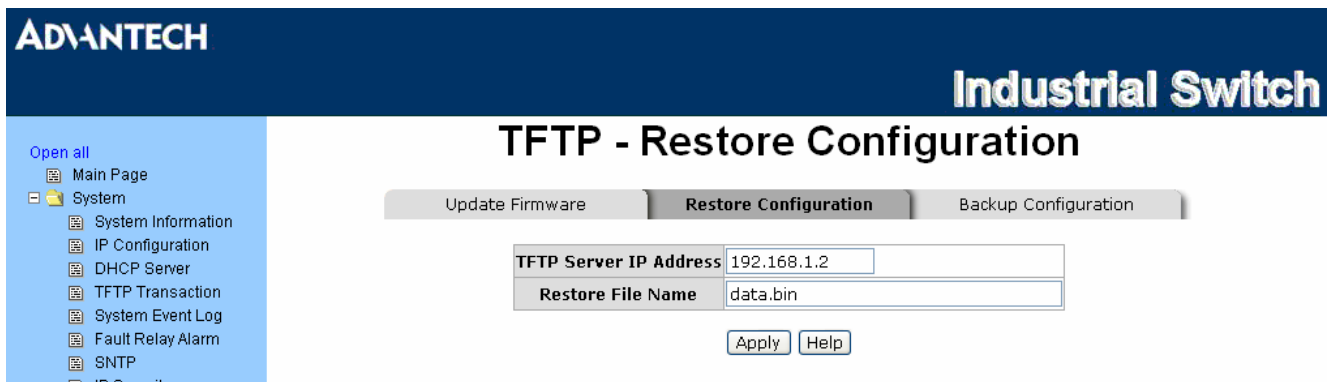 ADVANTECH
Industrial Switch
Open all
Main Page
System
System Information
IP Configuration
DHCP Server
TFTP Transaction
System Event Log
Fault Relay Alarm
SNTP
TFTP - Restore Configuration
Update Firmware
Restore Configuration
Backup Configuration
TFTP Server IP Address 192.168.1.2
Restore File Name data.bin
Apply Help